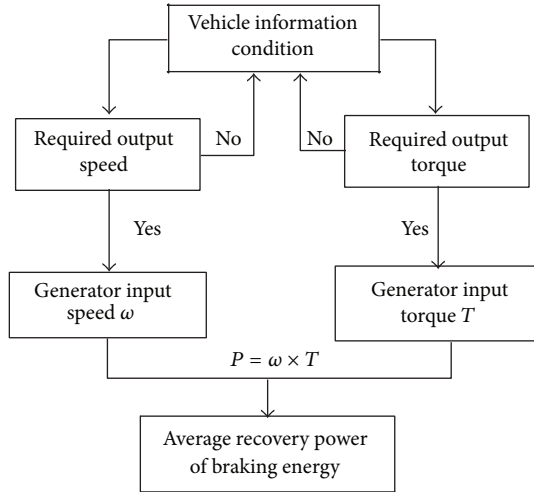 Vehicle information
condition
Required output
speed
No
No
Required output
torque
Yes
Yes
Generator input
speed ω
Generator input
torque T
P = ω × T
Average recovery power
of braking energy